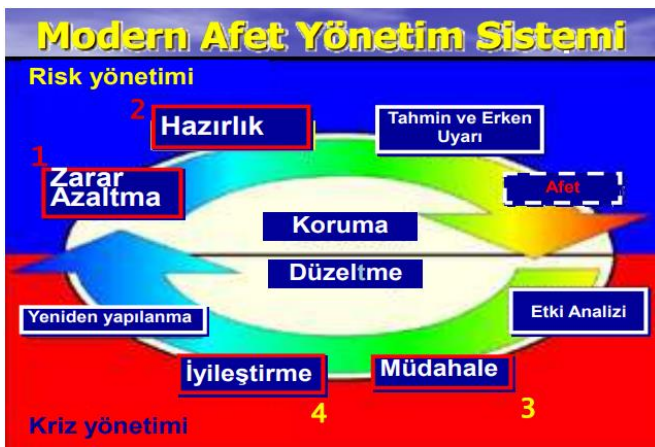 Modern Afet Yönetim Sistemi
Risk yönetimi
2
Hazırlık
Tahmin ve Erken
Uyarı
1
Zarar
Azaltma
Afet
Koruma
Düzeltme
Yeniden yapılanma
Etki Analizi
İyileştirme
Müdahale
4
3
Kriz yönetimi